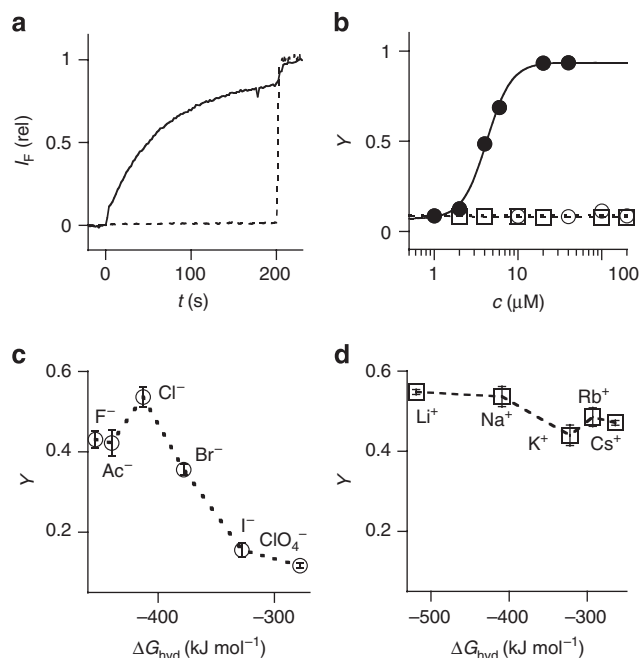 a
1
0.5
0
I_F (rel)
0
100
200
t (s)
b
1
0.5
0
Y
1
10
100
200
c (μM)
c
0.6
0.4
0.2
Y
F⁻
Ac⁻
Cl⁻
Br⁻
I⁻
ClO₄⁻
−400
−300
ΔG_hyd (kJ mol⁻¹)
d
0.6
0.4
0.2
Y
Li⁺
Na⁺
K⁺
Rb⁺
Cs⁺
−500
−400
−300
ΔG_hyd (kJ mol⁻¹)